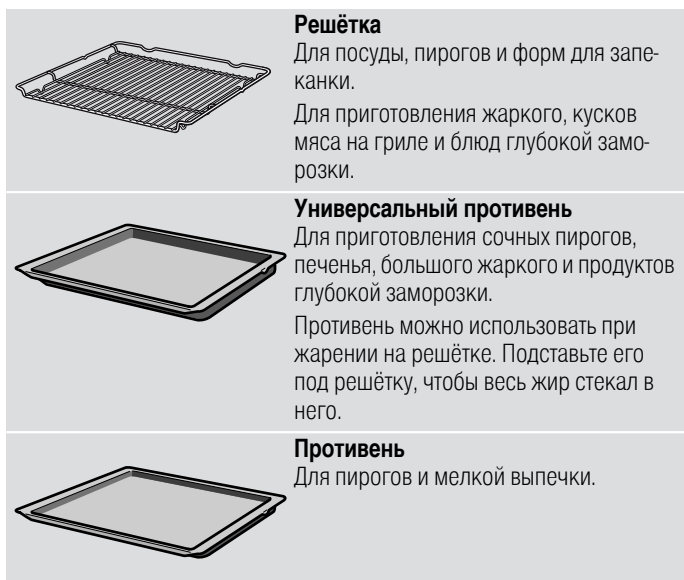 Решётка
Для посуды, пирогов и форм для запе-
канки.
Для приготовления жаркого, кусков
мяса на гриле и блюд глубокой замо-
розки.
Универсальный противень
Для приготовления сочных пирогов,
печенья, большого жаркого и продуктов
глубокой заморозки.
Противень можно использовать при
жарении на решётке. Подставьте его
под решётку, чтобы весь жир стекал в
него.
Противень
Для пирогов и мелкой выпечки.